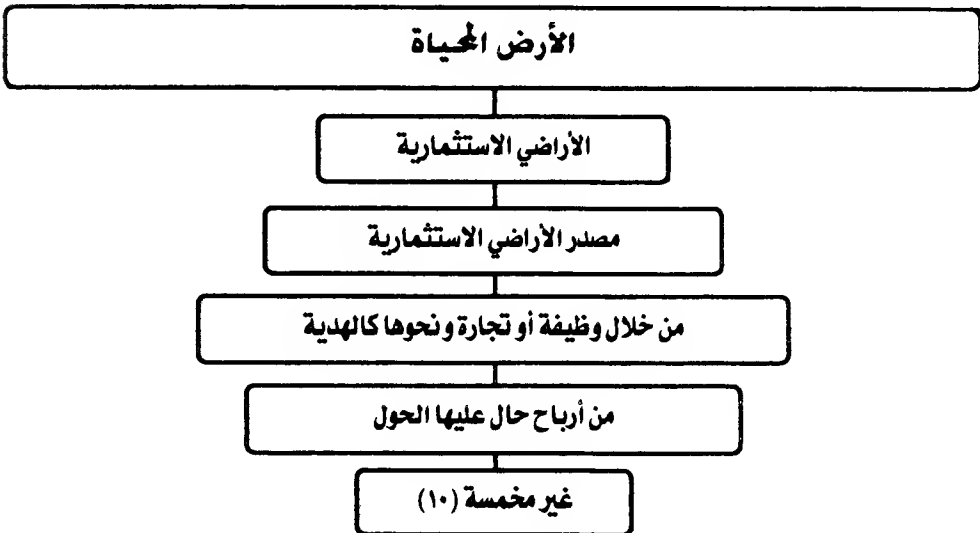 الأرض المحياة
الأراضي الاستثمارية
مصدر الأراضي الاستثمارية
من خلال وظيفة أو تجارة ونحوها كالهدية
من أرباح حال عليها الحول
غير مخمسة (١٠)